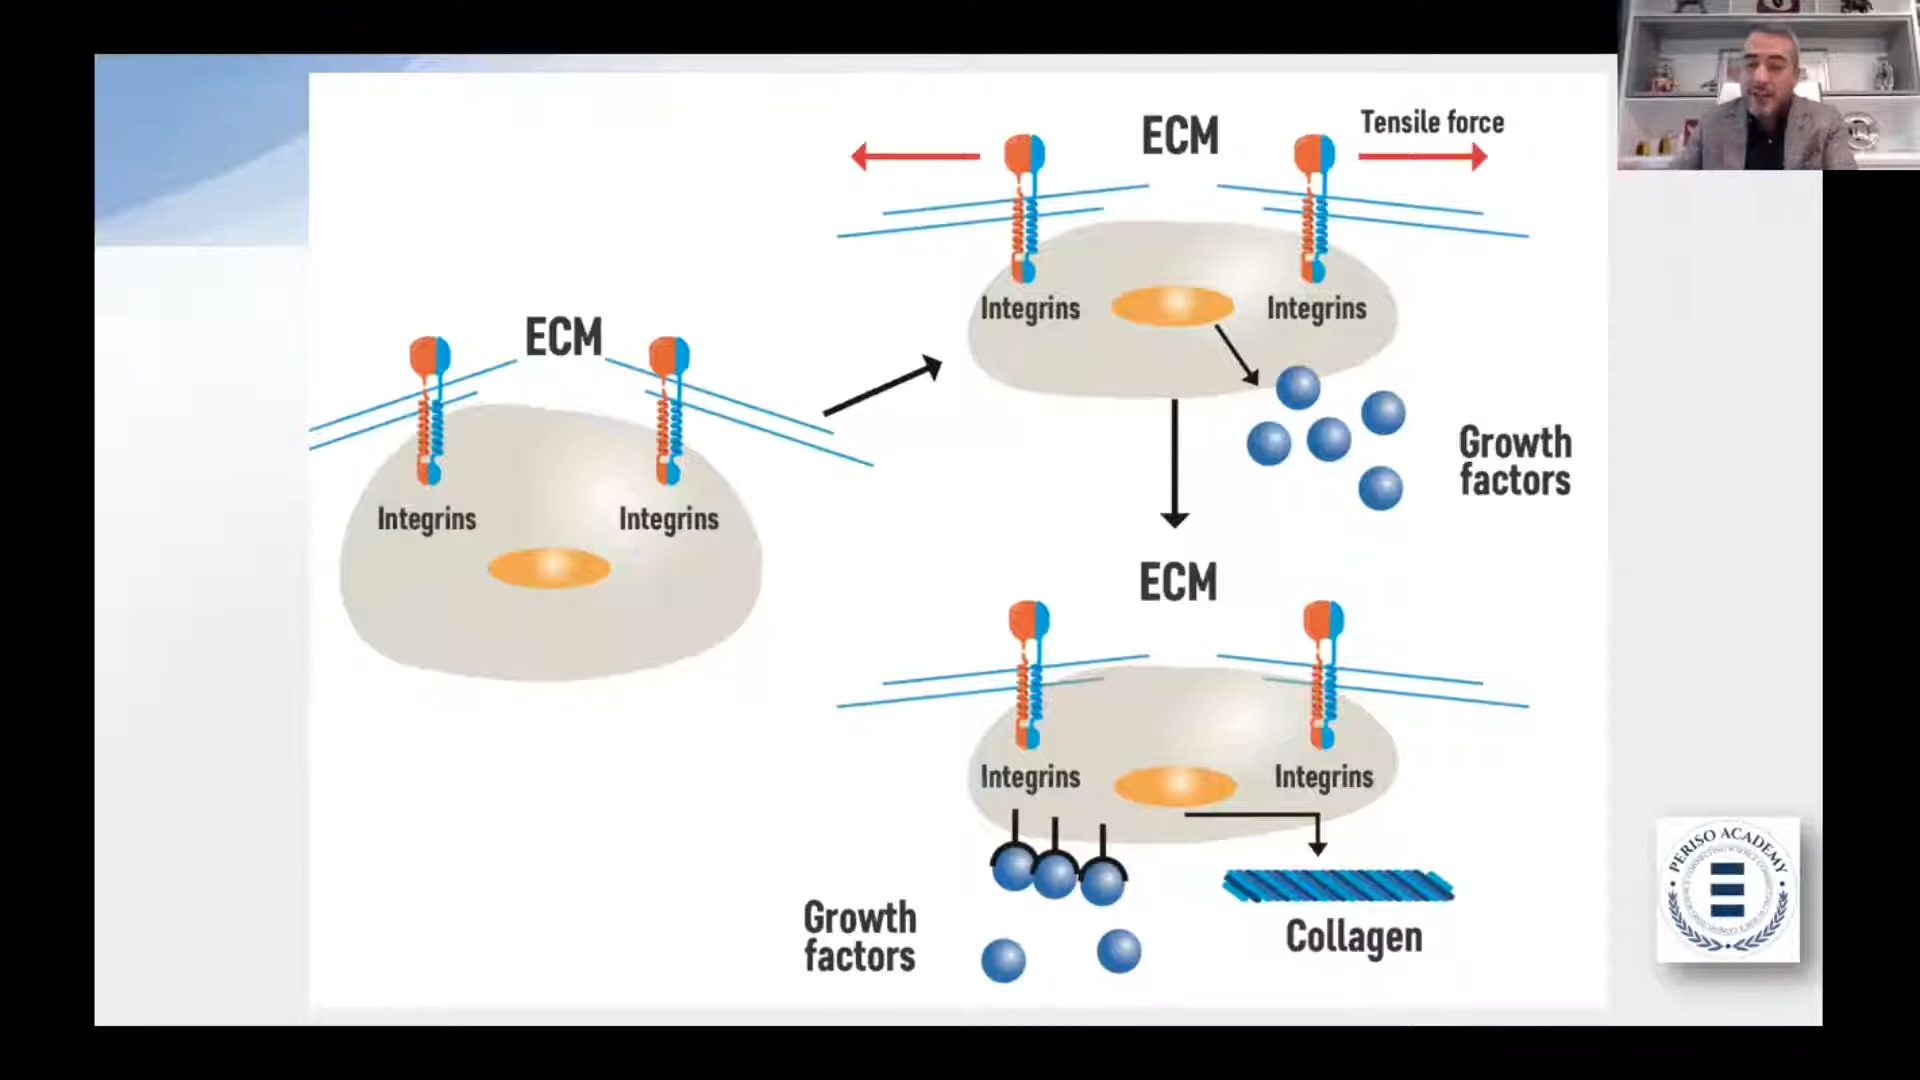 ECM
Tensile force
Integrins
Integrins
Growth
factors
ECM
Integrins
Integrins
ECM
Integrins
Integrins
Growth
factors
Collagen
PERISO ACADEMY